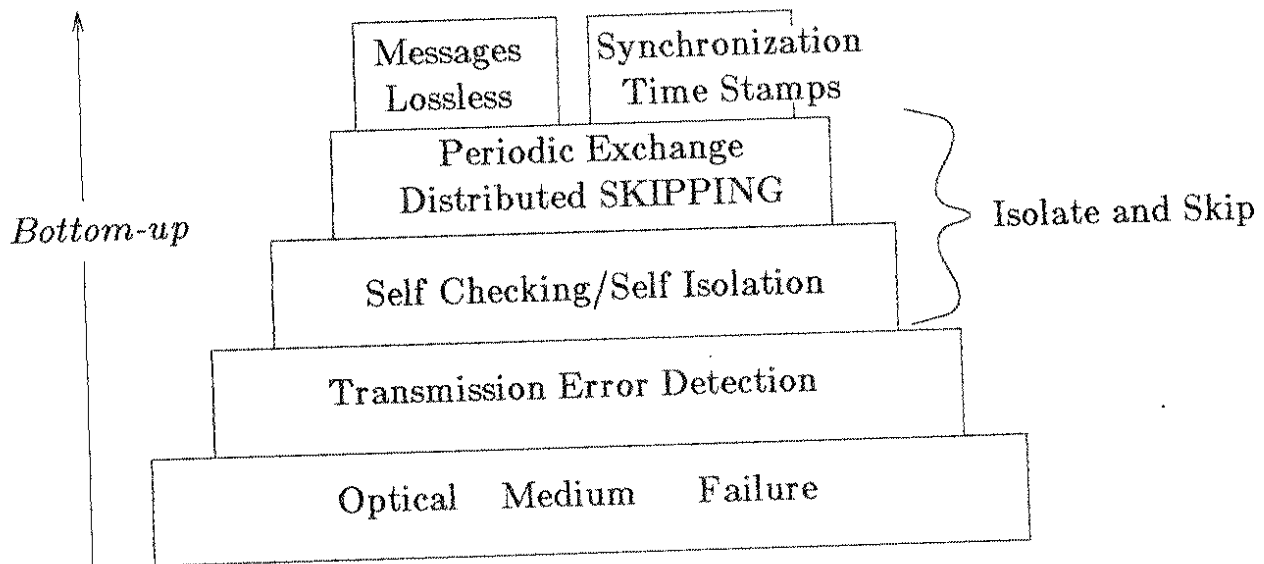 Messages
Lossless
Synchronization
Time Stamps
Periodic Exchange
Distributed SKIPPING
Bottom-up
Isolate and Skip
Self Checking/Self Isolation
Transmission Error Detection
Optical Medium Failure